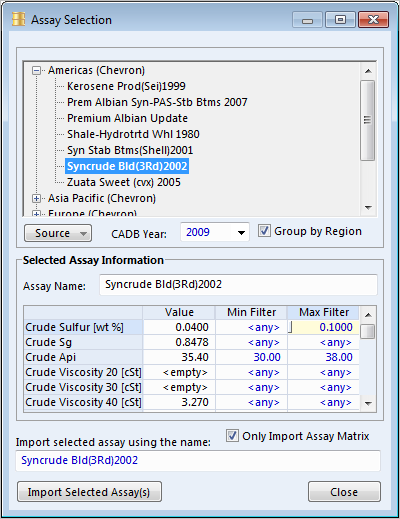 Assay Selection
Americas (Chevron)
Kerosene Prod(Sei)1999
Prem Albian Syn-PAS-Stb Btms 2007
Premium Albian Update
Shale-Hydrotrtd Whl 1980
Syn Stab Btms(Shell)2001
Syncrude Bld(3Rd)2002
Zuata Sweet (cvx) 2005
Asia Pacific (Chevron)
Europe (Chevron)
Source CADB Year: 2009 Group by Region
Selected Assay Information
Assay Name: Syncrude Bld(3Rd)2002
Value Min Filter Max Filter
Crude Sulfur [wt %] 0.0400 <any> 0.1000
Crude Sg 0.8478 <any> <any>
Crude Api 35.40 30.00 38.00
Crude Viscosity 20 [cSt] <empty> <any> <any>
Crude Viscosity 30 [cSt] <empty> <any> <any>
Crude Viscosity 40 [cSt] 3.270 <any> <any>
Import selected assay using the name: Only Import Assay Matrix
Syncrude Bld(3Rd)2002
Import Selected Assay(s) Close